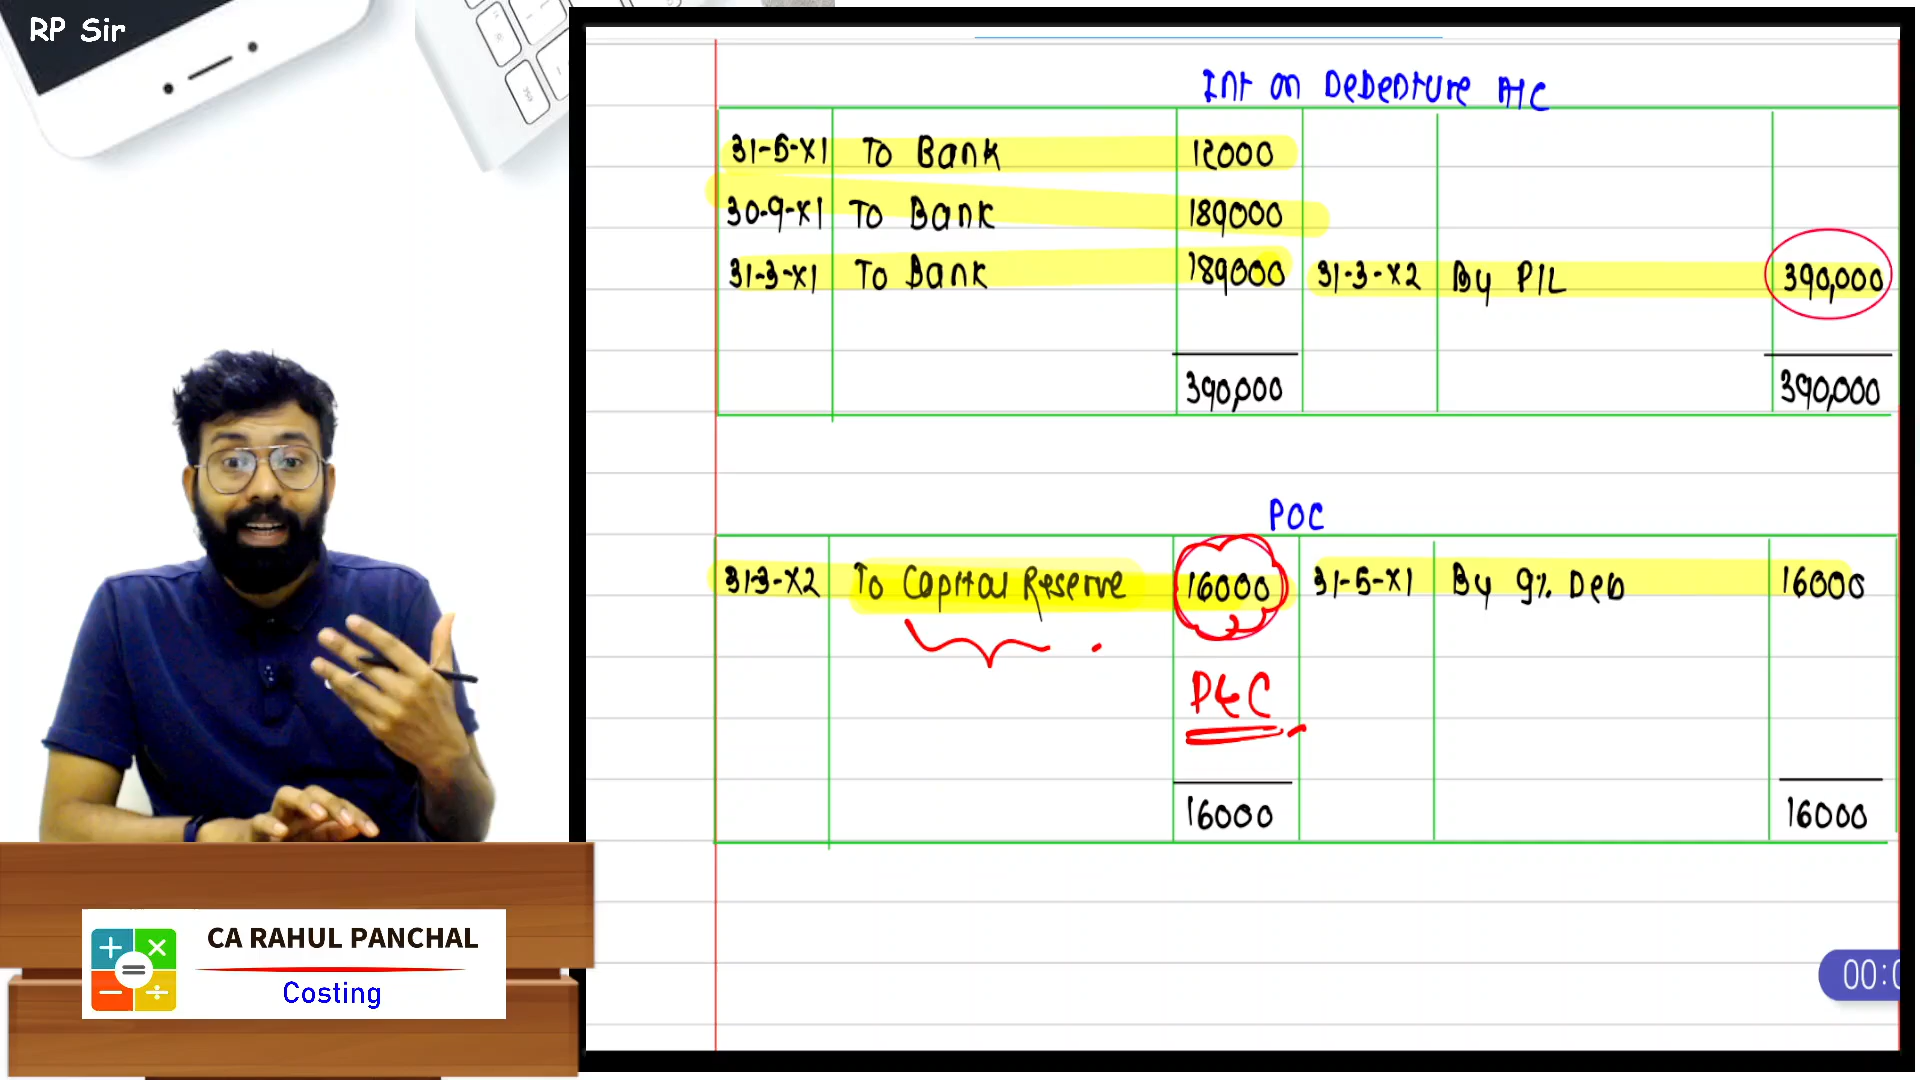 RP Sir
Int on Debenture A/C
31-5-X1 To Bank 12000
30-9-X1 To Bank 189000
31-3-X1 To Bank 189000 31-3-X2 By P/L 390,000
390,000 390,000
POC
31-3-X2 To Capital Reserve 16000 31-5-X1 By 9% Deb 16000
16000 16000
CA RAHUL PANCHAL
Costing